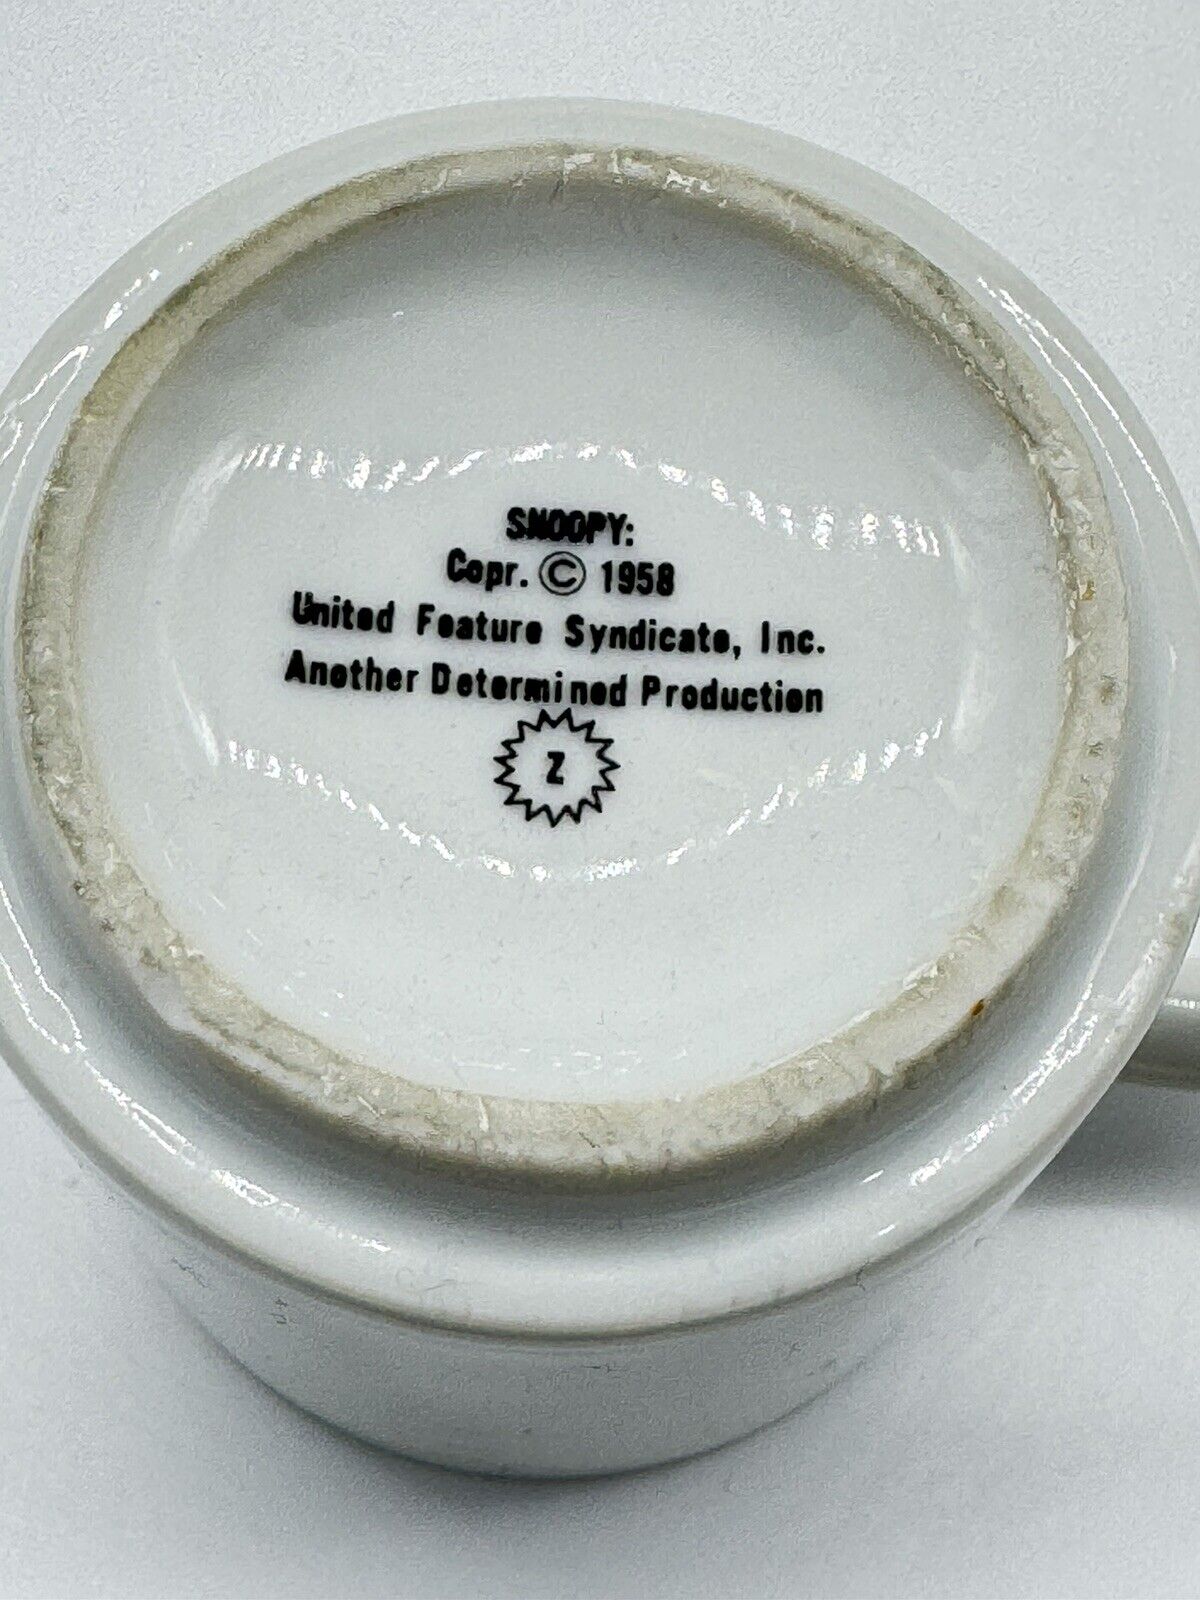 SNOOPY:
Copr. © 1958
United Feature Syndicate, Inc.
Another Determined Production
Z